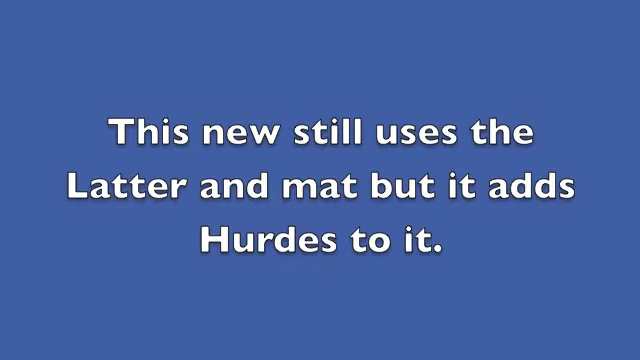 This new still uses the
Latter and mat but it adds
Hurdes to it.